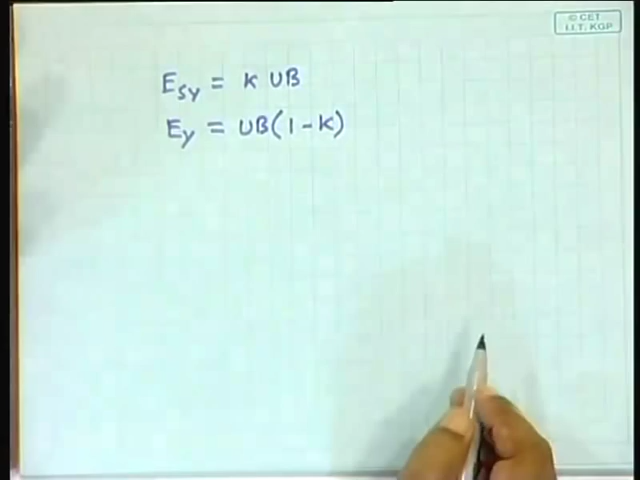 © CET
I.I.T. KGP
E_SY = K UB
E_Y = UB(1-K)